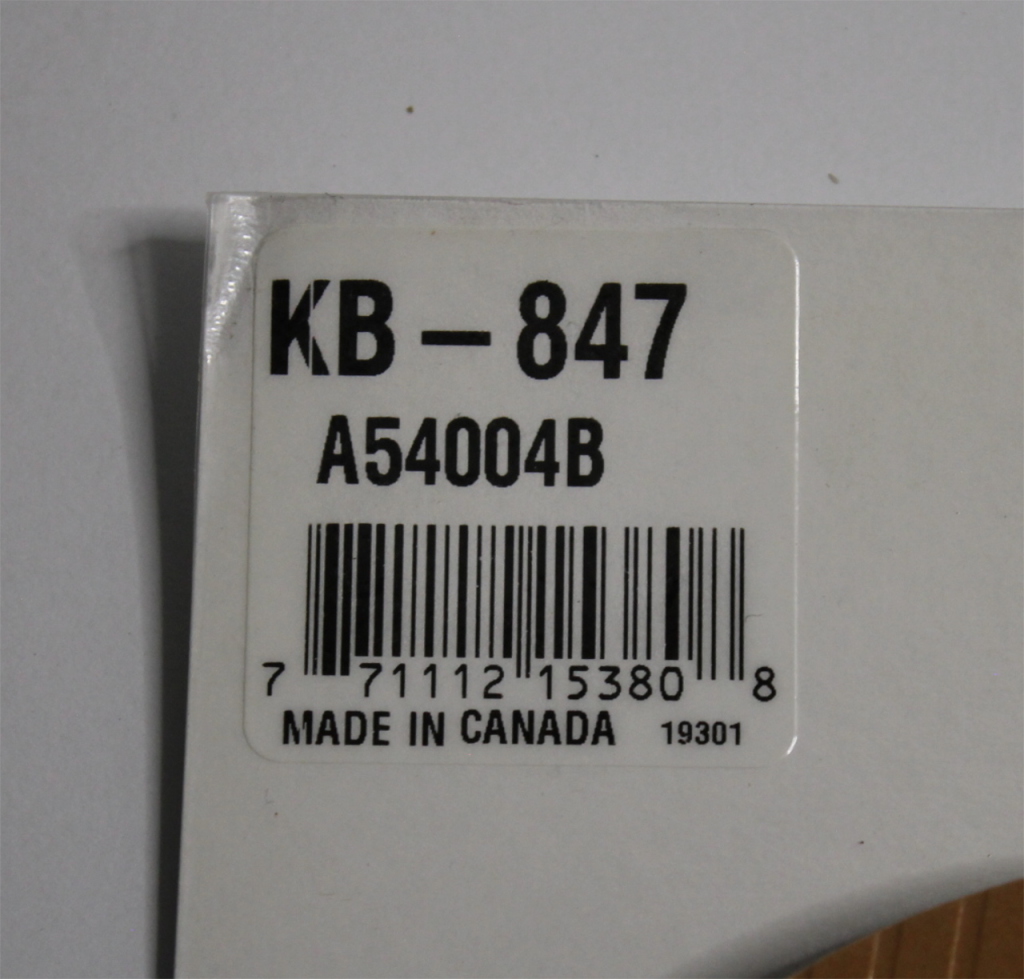 KB – 847
A54004B
7 71112 15380 8
MADE IN CANADA 19301